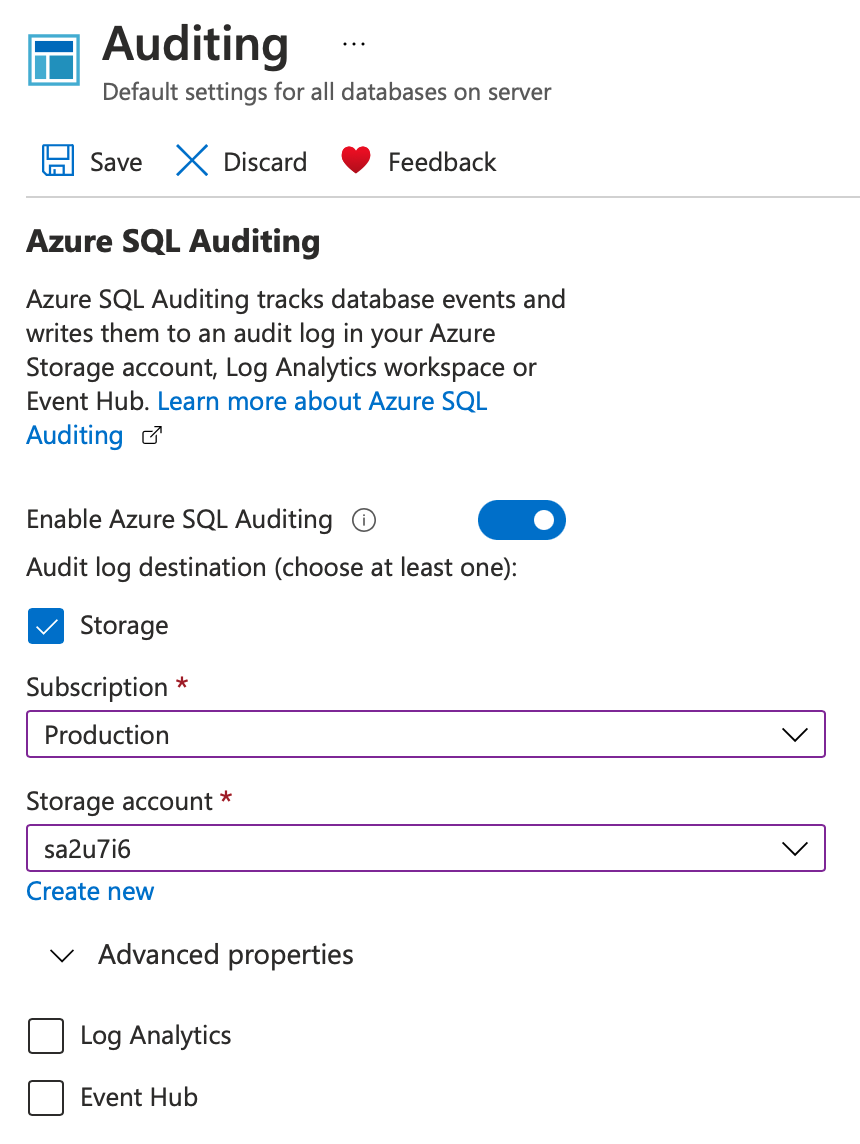 Auditing ...
Default settings for all databases on server
Save Discard Feedback
Azure SQL Auditing
Azure SQL Auditing tracks database events and
writes them to an audit log in your Azure
Storage account, Log Analytics workspace or
Event Hub. Learn more about Azure SQL
Auditing
Enable Azure SQL Auditing
Audit log destination (choose at least one):
Storage
Subscription *
Production
Storage account *
sa2u7i6
Create new
Advanced properties
Log Analytics
Event Hub